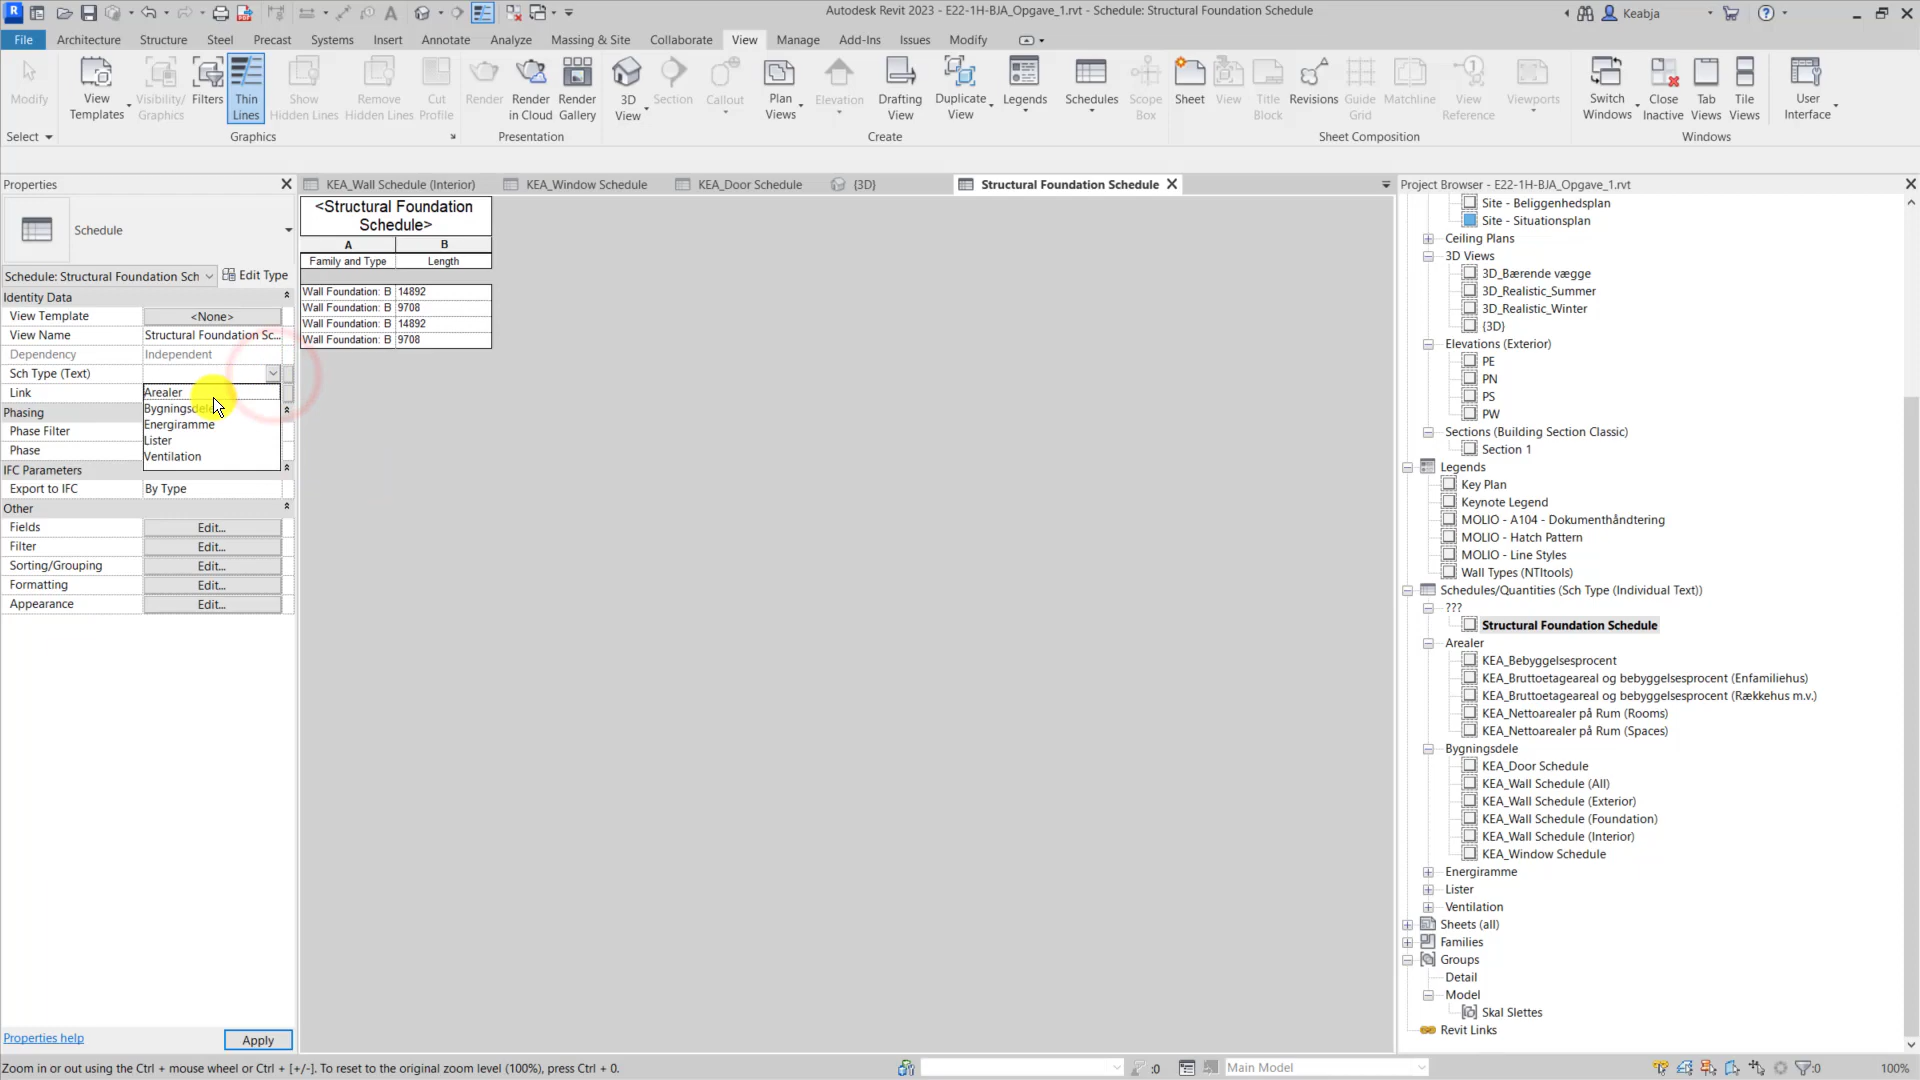 Autodesk Revit 2023 - E22-1H-BJA_Opgave_1.rvt - Schedule: Structural Foundation Schedule
Keabja
File Architecture Structure Steel Precast Systems Insert Annotate Analyze Massing & Site Collaborate View Manage Add-Ins Issues Modify
Modify
View Templates
Visibility/ Graphics
Filters
Thin Lines
Show Hidden Lines
Remove Hidden Lines
Cut Profile
Render
Render in Cloud
Render Gallery
3D View
Section
Callout
Plan Views
Elevation
Drafting View
Duplicate View
Legends
Schedules
Scope Box
Sheet
View
Title Block
Revisions
Guide Grid
Matchline
View Reference
Viewports
Switch Windows
Close Inactive
Tab Views
Tile Views
User Interface
Select Graphics Presentation Create Sheet Composition Windows
Properties
KEA_Wall Schedule (Interior)
KEA_Window Schedule
KEA_Door Schedule
{3D}
Structural Foundation Schedule
Project Browser - E22-1H-BJA_Opgave_1.rvt
Schedule
Schedule: Structural Foundation Sch
Edit Type
Identity Data
View Template <None>
View Name Structural Foundation Sc...
Dependency Independent
Sch Type (Text)
Link
Arealer
Energiramme
Lister
Ventilation
Phasing
Phase Filter
Phase
IFC Parameters
Export to IFC By Type
Other
Fields Edit...
Filter Edit...
Sorting/Grouping Edit...
Formatting Edit...
Appearance Edit...
Properties help
Apply
<Structural Foundation
Schedule>
A B
Family and Type Length
Wall Foundation: B 14892
Wall Foundation: B 9708
Wall Foundation: B 14892
Wall Foundation: B 9708
Site - Beliggenhedsplan
Site - Situationsplan
Ceiling Plans
3D Views
3D_Bærende vægge
3D_Realistic_Summer
3D_Realistic_Winter
{3D}
Elevations (Exterior)
PE
PN
PS
PW
Sections (Building Section Classic)
Section 1
Legends
Key Plan
Keynote Legend
MOLIO - A104 - Dokumenthåndtering
MOLIO - Hatch Pattern
MOLIO - Line Styles
Wall Types (NTItools)
Schedules/Quantities (Sch Type (Individual Text))
???
Structural Foundation Schedule
Arealer
KEA_Bebyggelsesprocent
KEA_Bruttoetageareal og bebyggelsesprocent (Enfamiliehus)
KEA_Bruttoetageareal og bebyggelsesprocent (Rækkehus m.v.)
KEA_Nettoarealer på Rum (Rooms)
KEA_Nettoarealer på Rum (Spaces)
Bygningsdele
KEA_Door Schedule
KEA_Wall Schedule (All)
KEA_Wall Schedule (Exterior)
KEA_Wall Schedule (Foundation)
KEA_Wall Schedule (Interior)
KEA_Window Schedule
Energiramme
Lister
Ventilation
Sheets (all)
Families
Groups
Detail
Model
Skal Slettes
Revit Links
Zoom in or out using the Ctrl + mouse wheel or Ctrl + [+/-]. To reset to the original zoom level (100%), press Ctrl + 0.
:0
Main Model
:0
100%